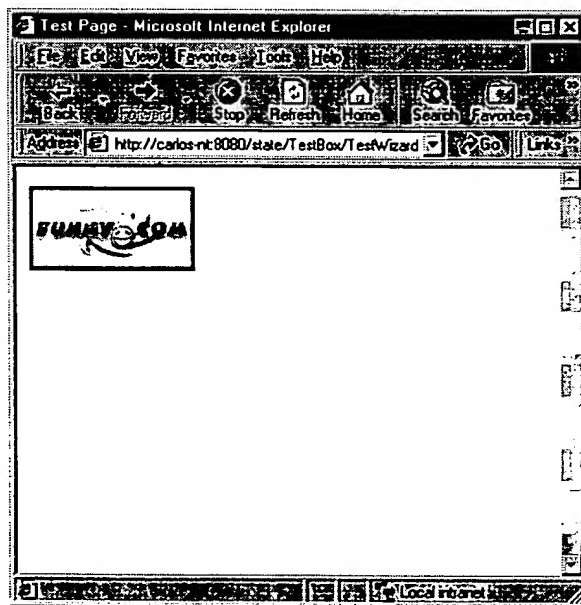 Test Page - Microsoft Internet Explorer
File Edit View Favorites Tools Help
Back Forward Stop Refresh Home Search Favorites
Address http://carlos-nt:8080/state/TestBox/TestWizard Go Links
.COM
Local intranet